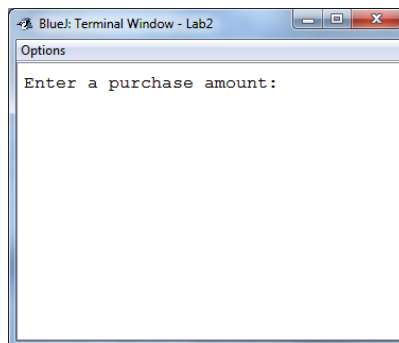 BlueJ: Terminal Window - Lab2
Options
Enter a purchase amount: